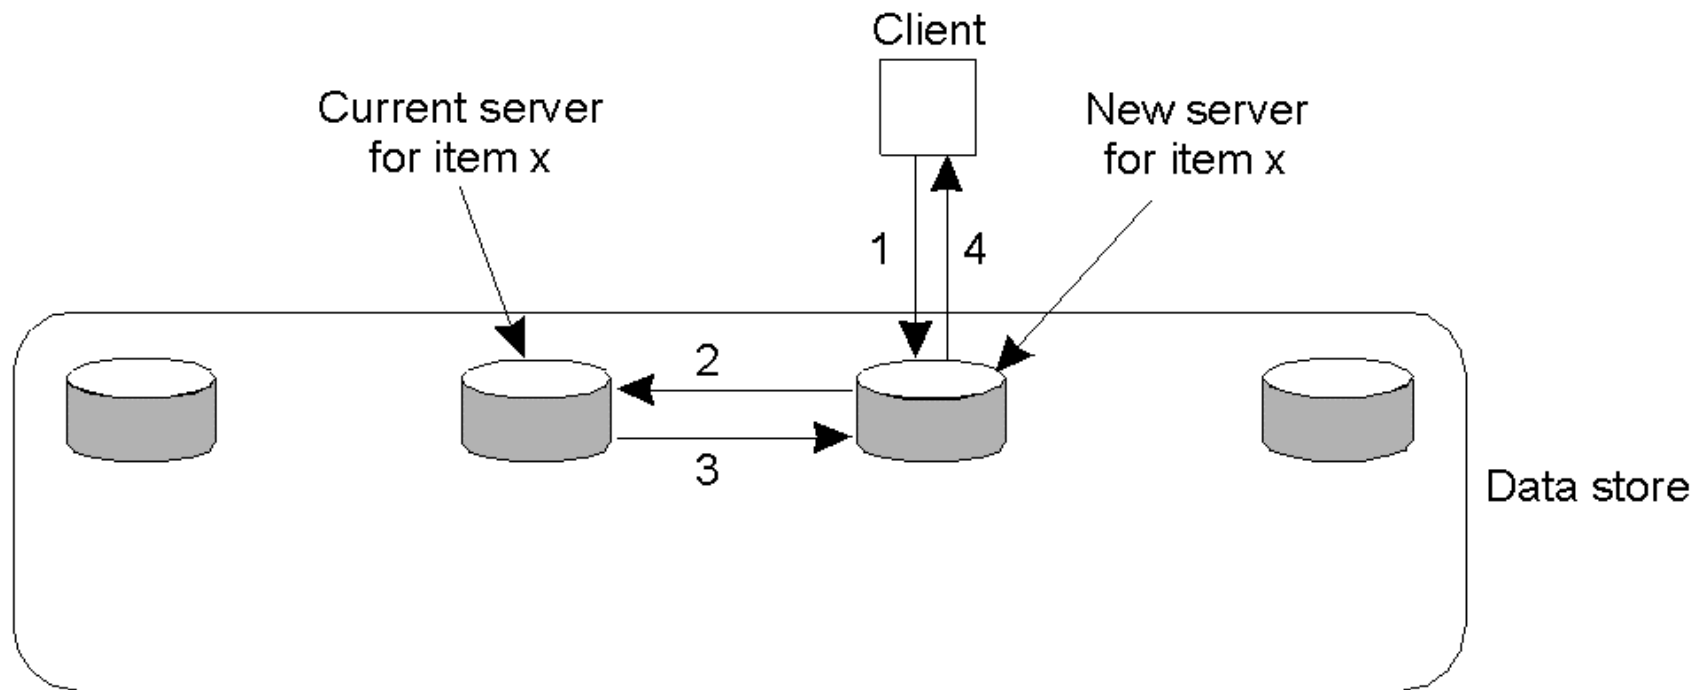 Client
Current server
for item x
New server
for item x
1
4
2
3
Data store